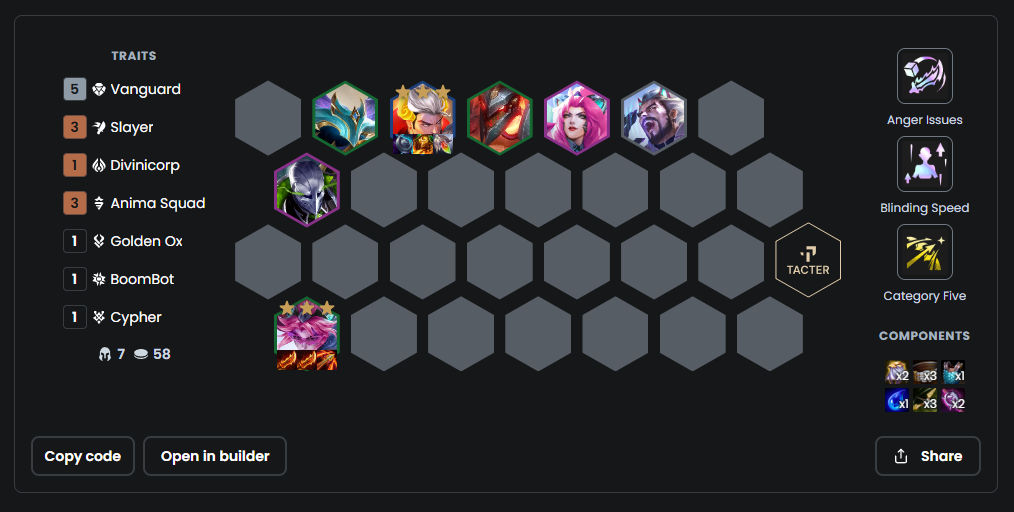 TRAITS
5 Vanguard
3 Slayer
1 Divinicorp
3 Anima Squad
1 Golden Ox
1 BoomBot
1 Cypher
7 58
TACTER
Anger Issues
Blinding Speed
Category Five
COMPONENTS
x2 x3 x1
x1 x3 x2
Copy code
Open in builder
Share